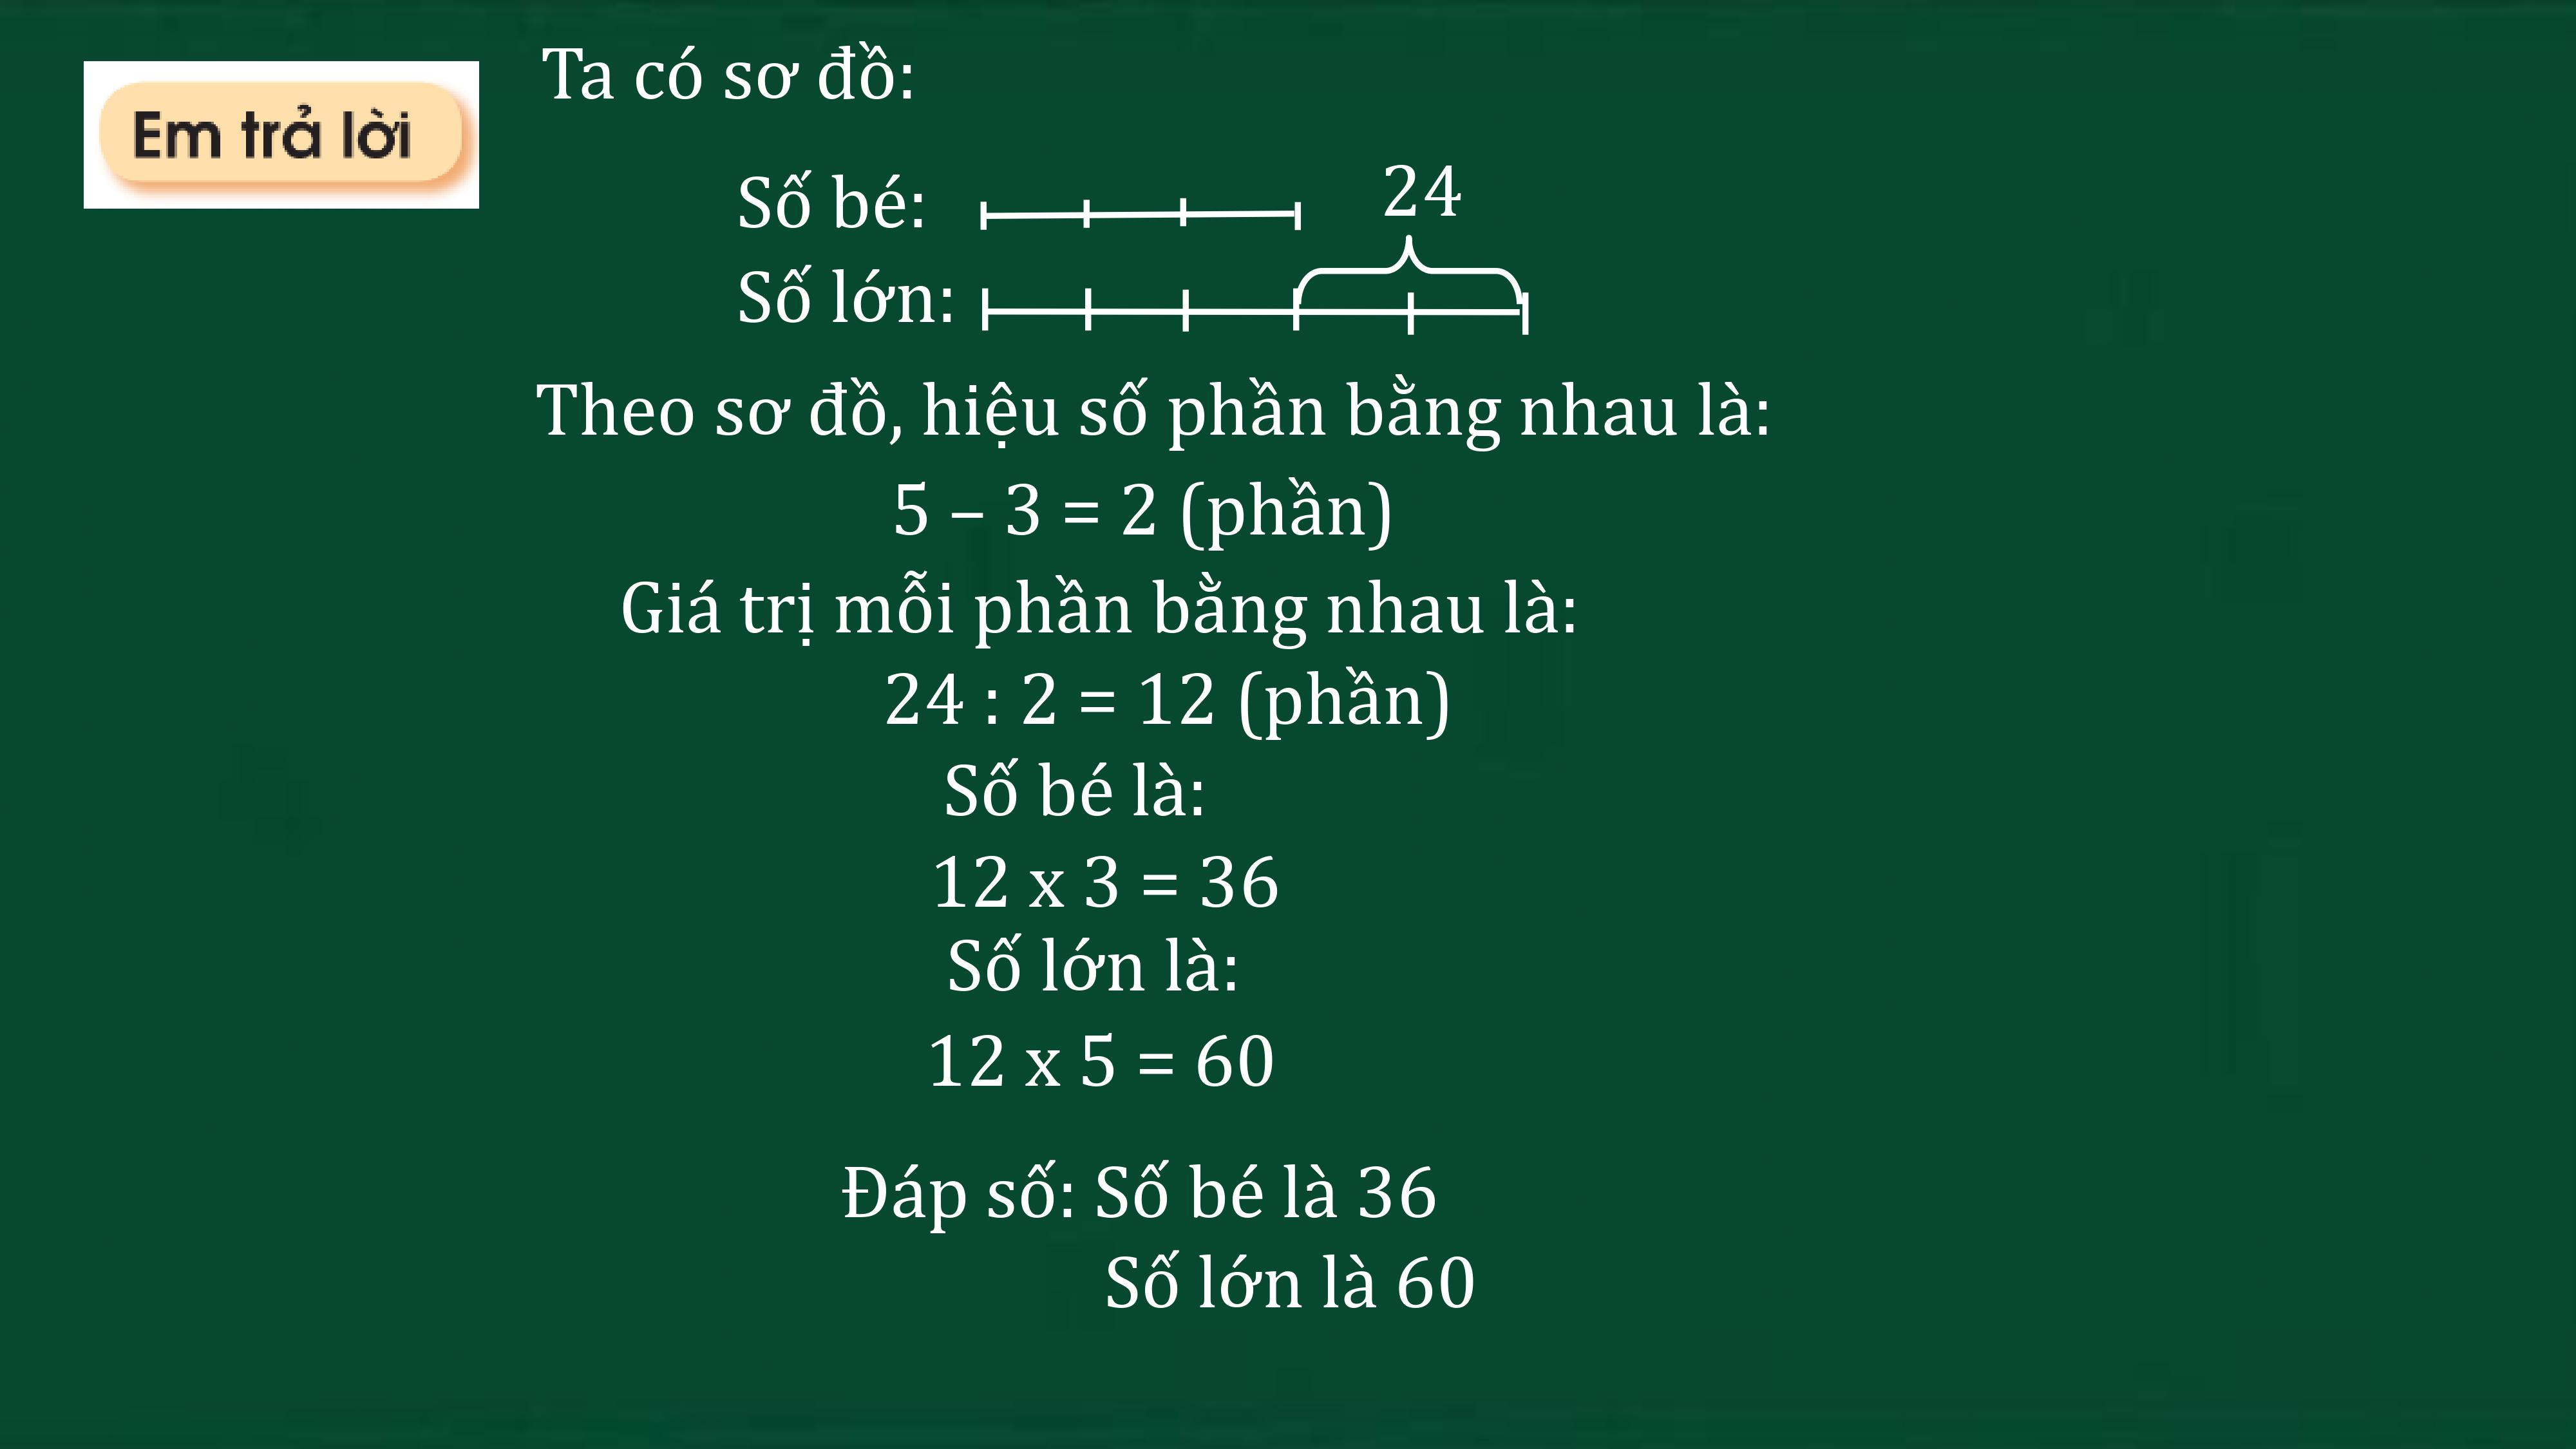 Em trả lời
Ta có sơ đồ:
24
Số bé:
Số lớn:
Theo sơ đồ, hiệu số phần bằng nhau là:
5 – 3 = 2 (phần)
Giá trị mỗi phần bằng nhau là:
24 : 2 = 12 (phần)
Số bé là:
12 x 3 = 36
Số lớn là:
12 x 5 = 60
Đáp số: Số bé là 36
Số lớn là 60